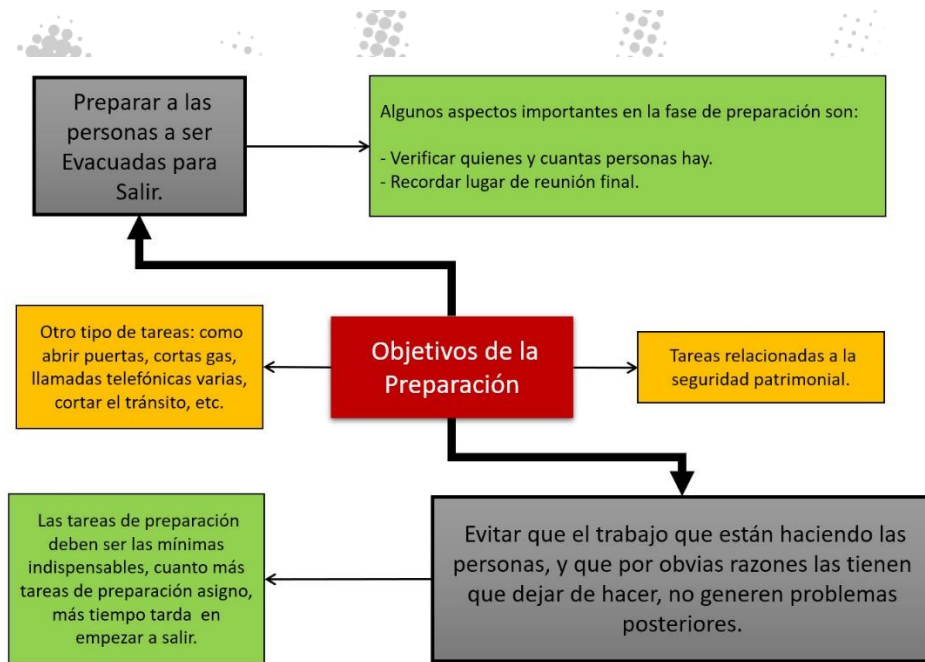 Preparar a las
personas a ser
Evacuadas para
Salir.
Algunos aspectos importantes en la fase de preparación son:
- Verificar quienes y cuantas personas hay.
- Recordar lugar de reunión final.
Otro tipo de tareas: como
abrir puertas, cortas gas,
llamadas telefónicas varias,
cortar el tránsito, etc.
Objetivos de la
Preparación
Tareas relacionadas a la
seguridad patrimonial.
Las tareas de preparación
deben ser las mínimas
indispensables, cuanto más
tareas de preparación asigno,
más tiempo tarda en
empezar a salir.
Evitar que el trabajo que están haciendo las
personas, y que por obvias razones las tienen
que dejar de hacer, no generen problemas
posteriores.